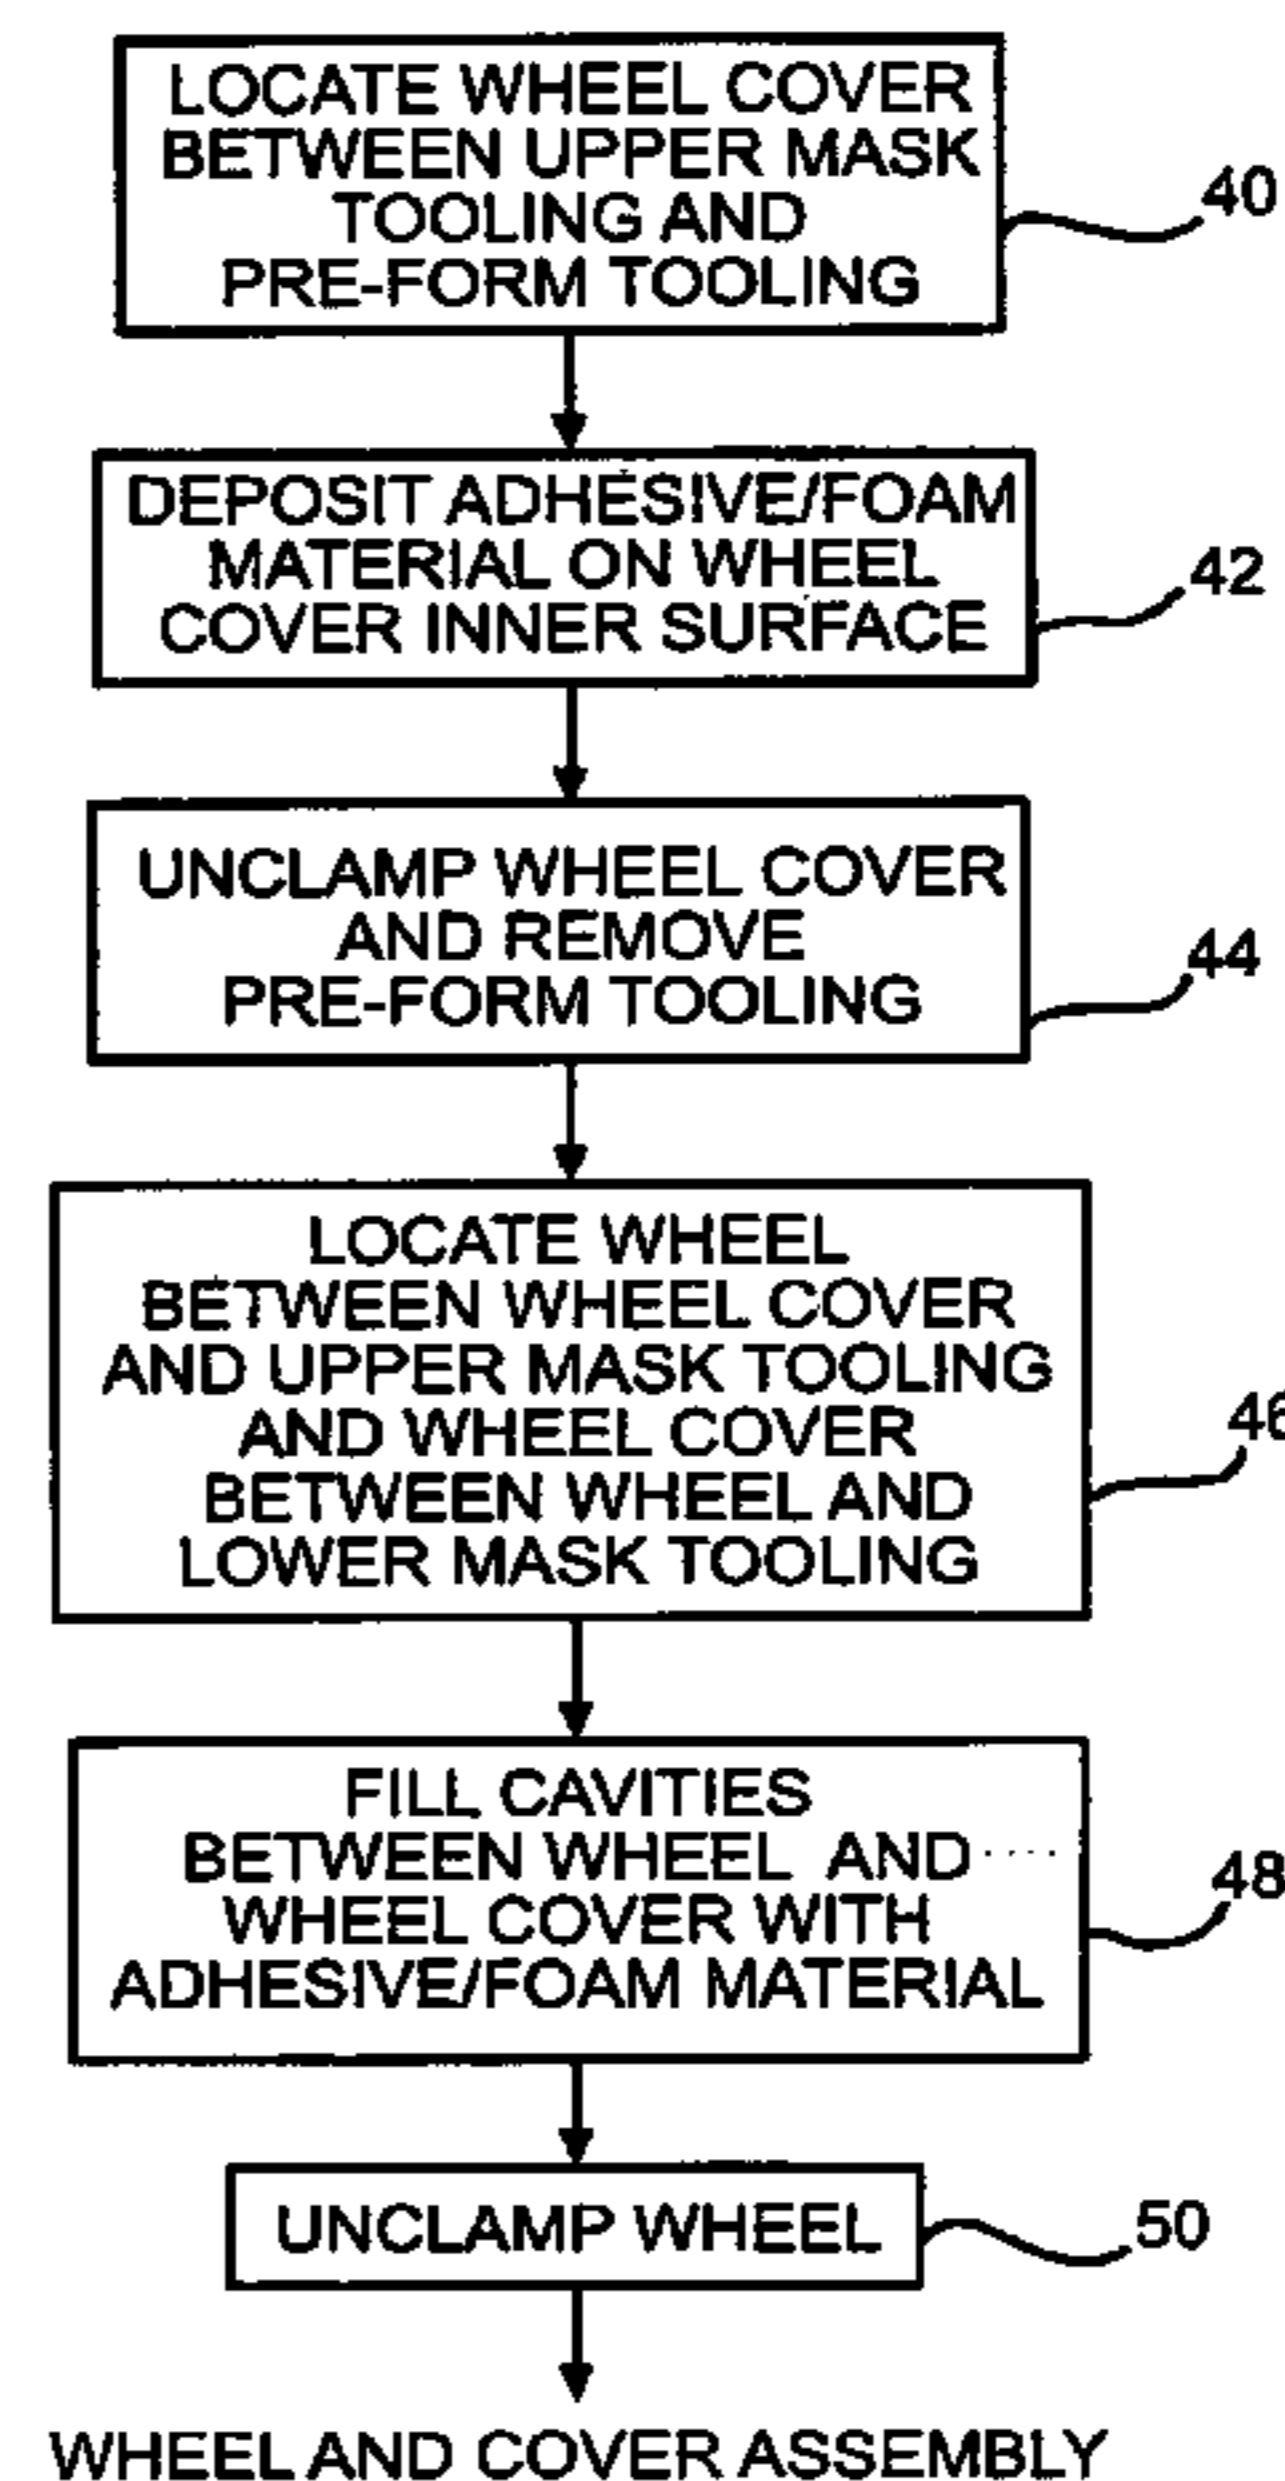 LOCATE WHEEL COVER
BETWEEN UPPER MASK
TOOLING AND
PRE-FORM TOOLING
40
DEPOSIT ADHESIVE/FOAM
MATERIAL ON WHEEL
COVER INNER SURFACE
42
UNCLAMP WHEEL COVER
AND REMOVE
PRE-FORM TOOLING
44
LOCATE WHEEL
BETWEEN WHEEL COVER
AND UPPER MASK TOOLING
AND WHEEL COVER
BETWEEN WHEEL AND
LOWER MASK TOOLING
46
FILL CAVITIES
BETWEEN WHEEL AND
WHEEL COVER WITH
ADHESIVE/FOAM MATERIAL
48
UNCLAMP WHEEL
50
WHEEL AND COVER ASSEMBLY